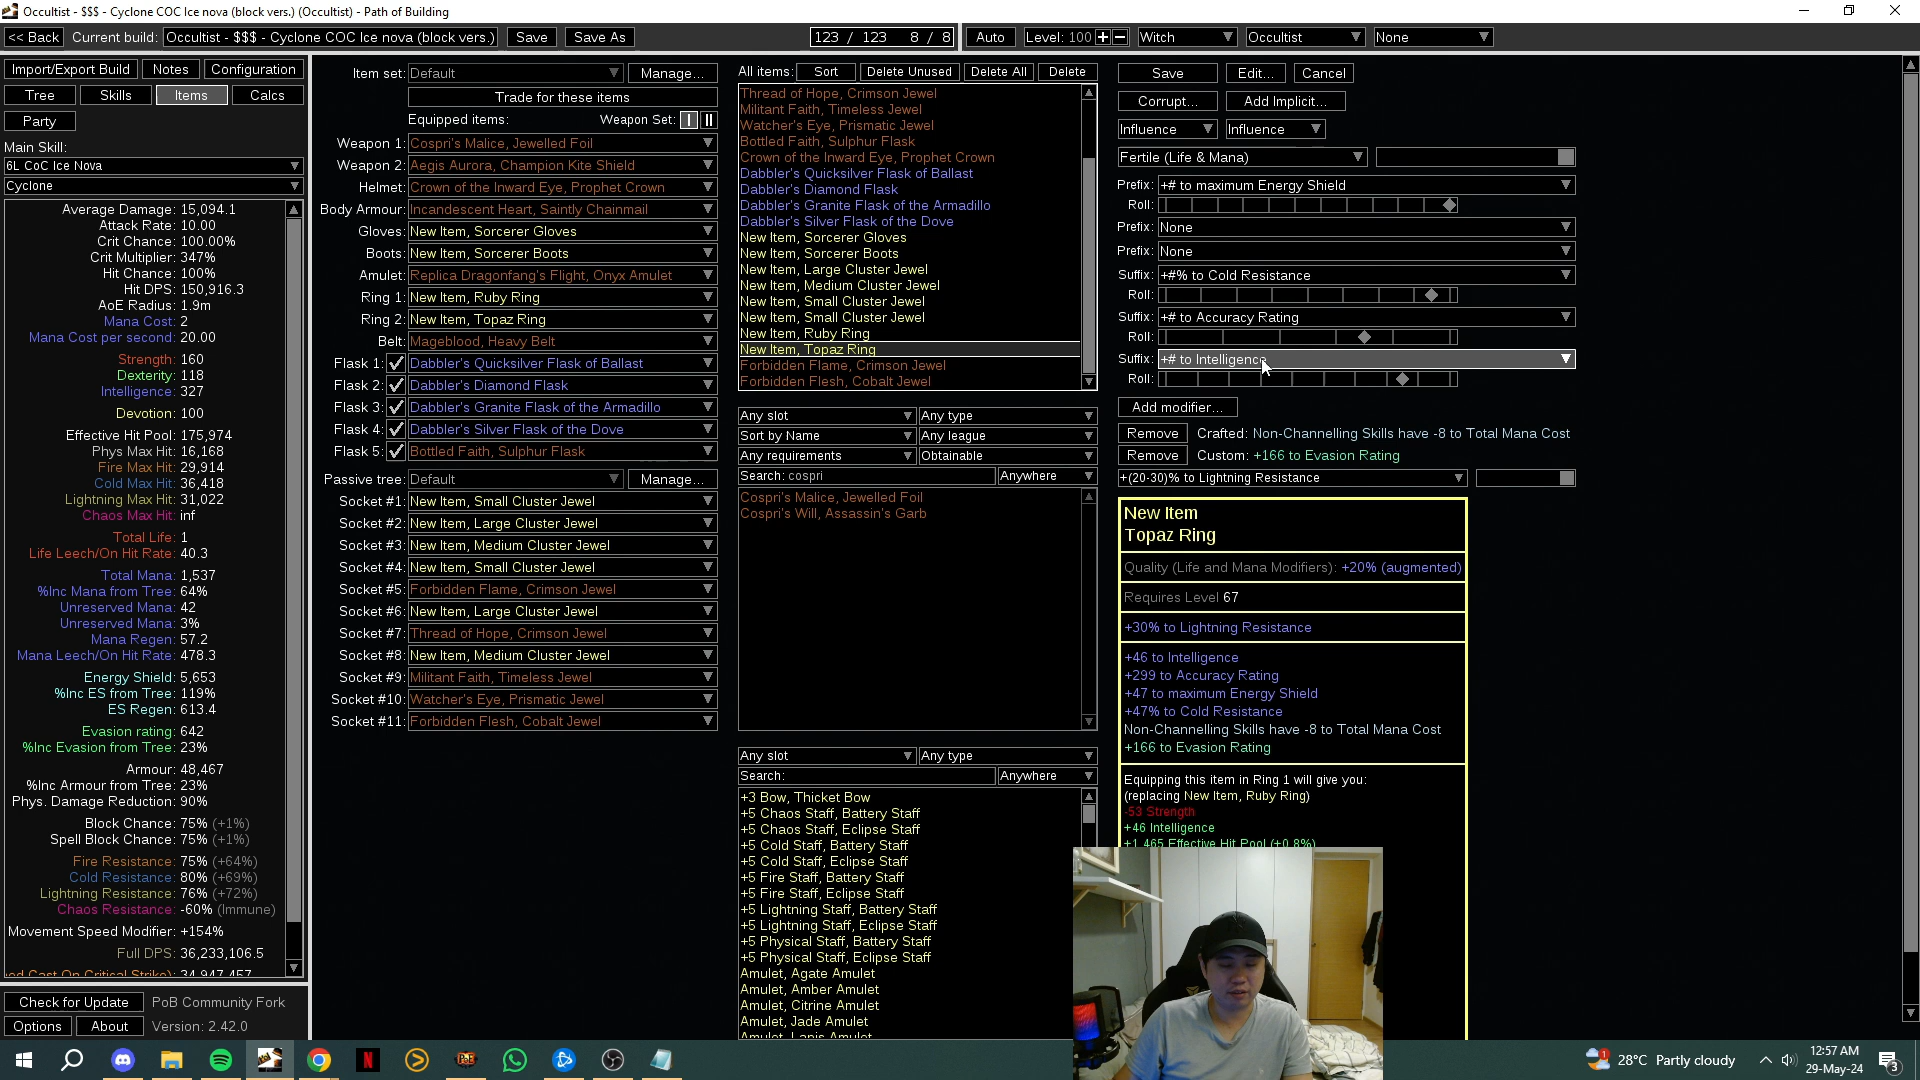 Occultist - $$$ - Cyclone COC Ice nova (block vers.) (Occultist) - Path of Building
<< Back
Current build:
Occultist - $$$ - Cyclone COC Ice nova (block vers.)
Save
Save As
123 / 123 8 / 8
Auto
Level: 100
Witch
Occultist
None
Import/Export Build
Notes
Configuration
Tree
Skills
Items
Calcs
Party
Main Skill:
6L CoC Ice Nova
Cyclone
Average Damage: 15,094.1
Attack Rate: 10.00
Crit Chance: 100.00%
Crit Multiplier: 347%
Hit Chance: 100%
Hit DPS: 150,916.3
AoE Radius: 1.9m
Mana Cost: 2
Mana Cost per second: 20.00
Strength: 160
Dexterity: 118
Intelligence: 327
Devotion: 100
Effective Hit Pool: 175,974
Phys Max Hit: 16,168
Fire Max Hit: 29,914
Cold Max Hit: 36,418
Lightning Max Hit: 31,022
Chaos Max Hit: inf
Total Life: 1
Life Leech/On Hit Rate: 40.3
Total Mana: 1,537
%Inc Mana from Tree: 64%
Unreserved Mana: 42
Unreserved Mana: 3%
Mana Regen: 57.2
Mana Leech/On Hit Rate: 478.3
Energy Shield: 5,653
%Inc ES from Tree: 119%
ES Regen: 613.4
Evasion rating: 642
%Inc Evasion from Tree: 23%
Armour: 48,467
%Inc Armour from Tree: 23%
Phys. Damage Reduction: 90%
Block Chance: 75% (+1%)
Spell Block Chance: 75% (+1%)
Fire Resistance: 75% (+64%)
Cold Resistance: 80% (+69%)
Lightning Resistance: 76% (+72%)
Chaos Resistance: -60% (Immune)
Movement Speed Modifier: +154%
Full DPS: 36,233,106.5
ed Cast On Critical Strike): 34,947,457
Check for Update
PoB Community Fork
Options
About
Version: 2.42.0
Item set: Default
Manage...
Trade for these items
Equipped items:
Weapon Set: I II
Weapon 1: Cospri's Malice, Jewelled Foil
Weapon 2: Aegis Aurora, Champion Kite Shield
Helmet: Crown of the Inward Eye, Prophet Crown
Body Armour: Incandescent Heart, Saintly Chainmail
Gloves: New Item, Sorcerer Gloves
Boots: New Item, Sorcerer Boots
Amulet: Replica Dragonfang's Flight, Onyx Amulet
Ring 1: New Item, Ruby Ring
Ring 2: New Item, Topaz Ring
Belt: Mageblood, Heavy Belt
Flask 1: Dabbler's Quicksilver Flask of Ballast
Flask 2: Dabbler's Diamond Flask
Flask 3: Dabbler's Granite Flask of the Armadillo
Flask 4: Dabbler's Silver Flask of the Dove
Flask 5: Bottled Faith, Sulphur Flask
Passive tree: Default
Manage...
Socket #1: New Item, Small Cluster Jewel
Socket #2: New Item, Large Cluster Jewel
Socket #3: New Item, Medium Cluster Jewel
Socket #4: New Item, Small Cluster Jewel
Socket #5: Forbidden Flame, Crimson Jewel
Socket #6: New Item, Large Cluster Jewel
Socket #7: Thread of Hope, Crimson Jewel
Socket #8: New Item, Medium Cluster Jewel
Socket #9: Militant Faith, Timeless Jewel
Socket #10: Watcher's Eye, Prismatic Jewel
Socket #11: Forbidden Flesh, Cobalt Jewel
All items:
Sort
Delete Unused
Delete All
Delete
Thread of Hope, Crimson Jewel
Militant Faith, Timeless Jewel
Watcher's Eye, Prismatic Jewel
Bottled Faith, Sulphur Flask
Crown of the Inward Eye, Prophet Crown
Dabbler's Quicksilver Flask of Ballast
Dabbler's Diamond Flask
Dabbler's Granite Flask of the Armadillo
Dabbler's Silver Flask of the Dove
New Item, Sorcerer Gloves
New Item, Sorcerer Boots
New Item, Large Cluster Jewel
New Item, Medium Cluster Jewel
New Item, Small Cluster Jewel
New Item, Small Cluster Jewel
New Item, Ruby Ring
New Item, Topaz Ring
Forbidden Flame, Crimson Jewel
Forbidden Flesh, Cobalt Jewel
Any slot
Any type
Sort by Name
Any league
Any requirements
Obtainable
Search: cospri
Anywhere
Cospri's Malice, Jewelled Foil
Cospri's Will, Assassin's Garb
Any slot
Any type
Search:
Anywhere
+3 Bow, Thicket Bow
+5 Chaos Staff, Battery Staff
+5 Chaos Staff, Eclipse Staff
+5 Cold Staff, Battery Staff
+5 Cold Staff, Eclipse Staff
+5 Fire Staff, Battery Staff
+5 Fire Staff, Eclipse Staff
+5 Lightning Staff, Battery Staff
+5 Lightning Staff, Eclipse Staff
+5 Physical Staff, Battery Staff
+5 Physical Staff, Eclipse Staff
Amulet, Agate Amulet
Amulet, Amber Amulet
Amulet, Citrine Amulet
Amulet, Jade Amulet
Amulet, Lapis Amulet
Save
Edit...
Cancel
Corrupt...
Add Implicit...
Influence
Influence
Fertile (Life & Mana)
Prefix: +# to maximum Energy Shield
Roll:
Prefix: None
Prefix: None
Suffix: +#% to Cold Resistance
Roll:
Suffix: +# to Accuracy Rating
Roll:
Suffix: +# to Intelligence
Roll:
Add modifier...
Remove
Crafted: Non-Channelling Skills have -8 to Total Mana Cost
Remove
Custom: +166 to Evasion Rating
+(20-30)% to Lightning Resistance
New Item
Topaz Ring
Quality (Life and Mana Modifiers): +20% (augmented)
Requires Level 67
+30% to Lightning Resistance
+46 to Intelligence
+299 to Accuracy Rating
+47 to maximum Energy Shield
+47% to Cold Resistance
Non-Channelling Skills have -8 to Total Mana Cost
+166 to Evasion Rating
Equipping this item in Ring 1 will give you:
(replacing New Item, Ruby Ring)
-53 Strength
+46 Intelligence
+1,465 Effective Hit Pool (+0.8%)
28°C Partly cloudy
12:57 AM
29-May-24